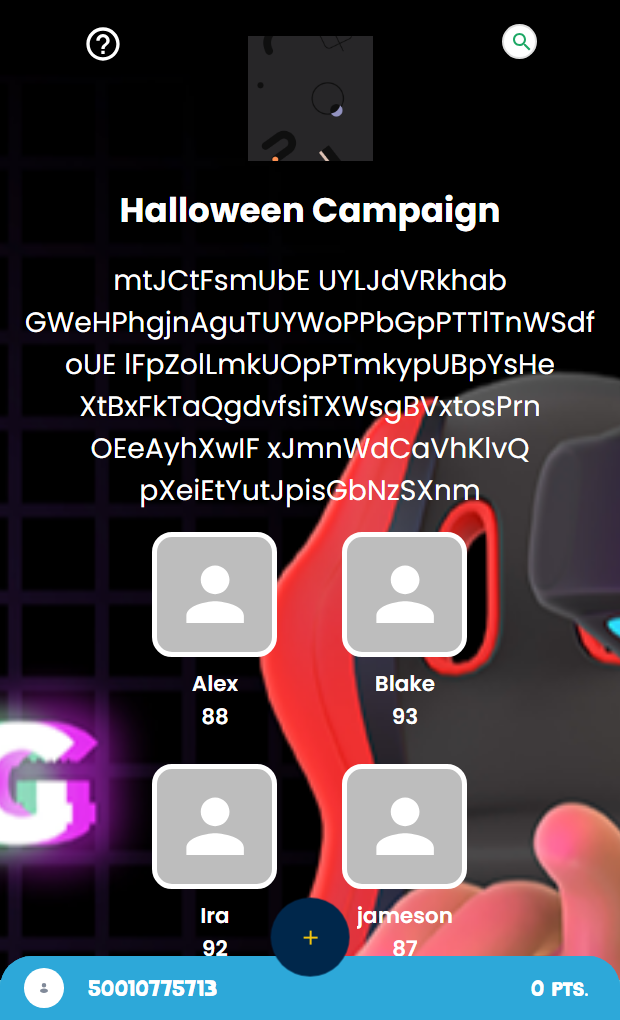 Halloween Campaign
mtJCtFsmUbE UYLJdVRkhab
GWeHPhgjnAguTUYWoPPbGpPTTlTnWSdf
oUE lFpZolLmkUOpPTmkypUBpYsHe
XtBxFkTaQgdvfsiTXWsgBVxtosPrn
OEeAyhXwIF xJmnWdCaVhKlvQ
pXeiEtYutJpisGbNzSXnm
Alex Blake
88 93
G
Ira jameson
92 87
+
50010775713 0 PTS.